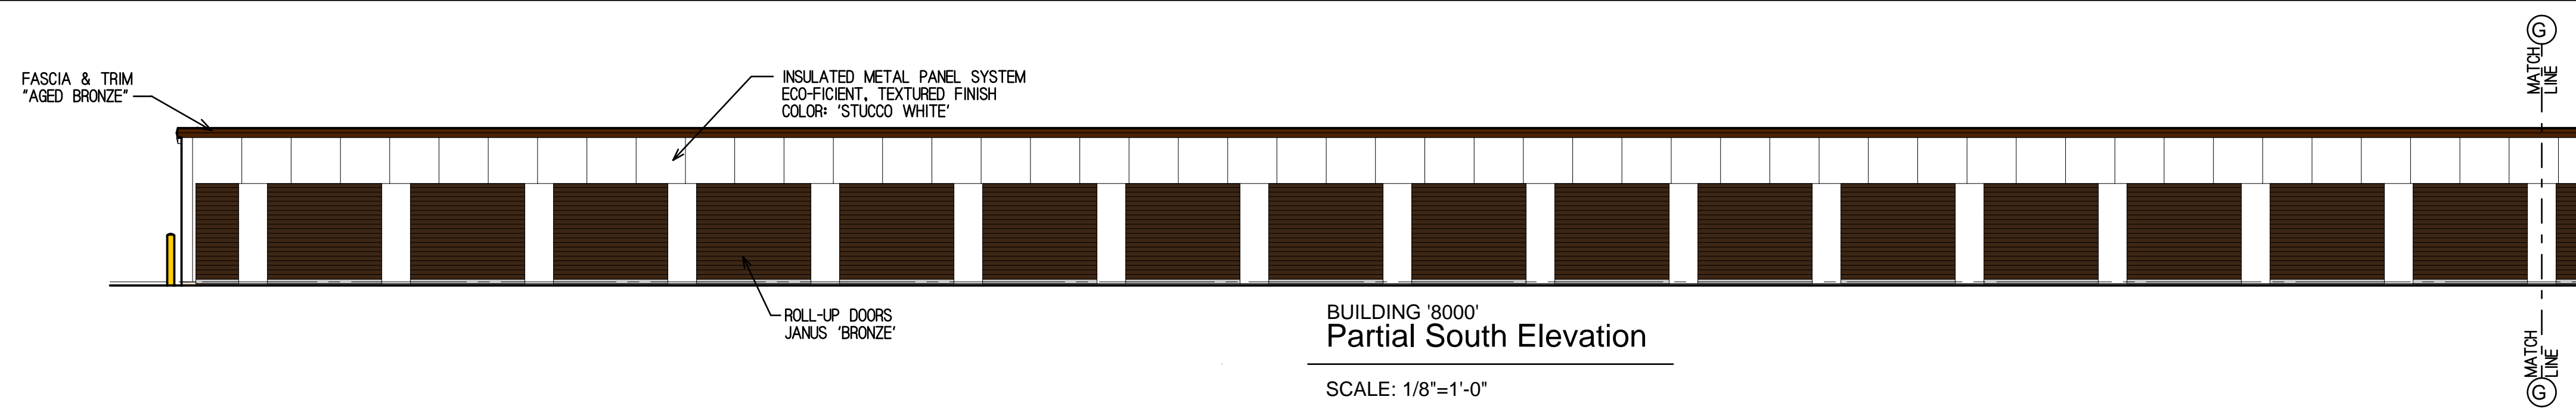 FASCIA & TRIM
"AGED BRONZE"
INSULATED METAL PANEL SYSTEM
ECO-FICIENT, TEXTURED FINISH
COLOR: 'STUCCO WHITE'
G
MATCH
LINE
ROLL-UP DOORS
JANUS 'BRONZE'
BUILDING '8000'
Partial South Elevation
SCALE: 1/8"=1'-0"
MATCH
LINE
G